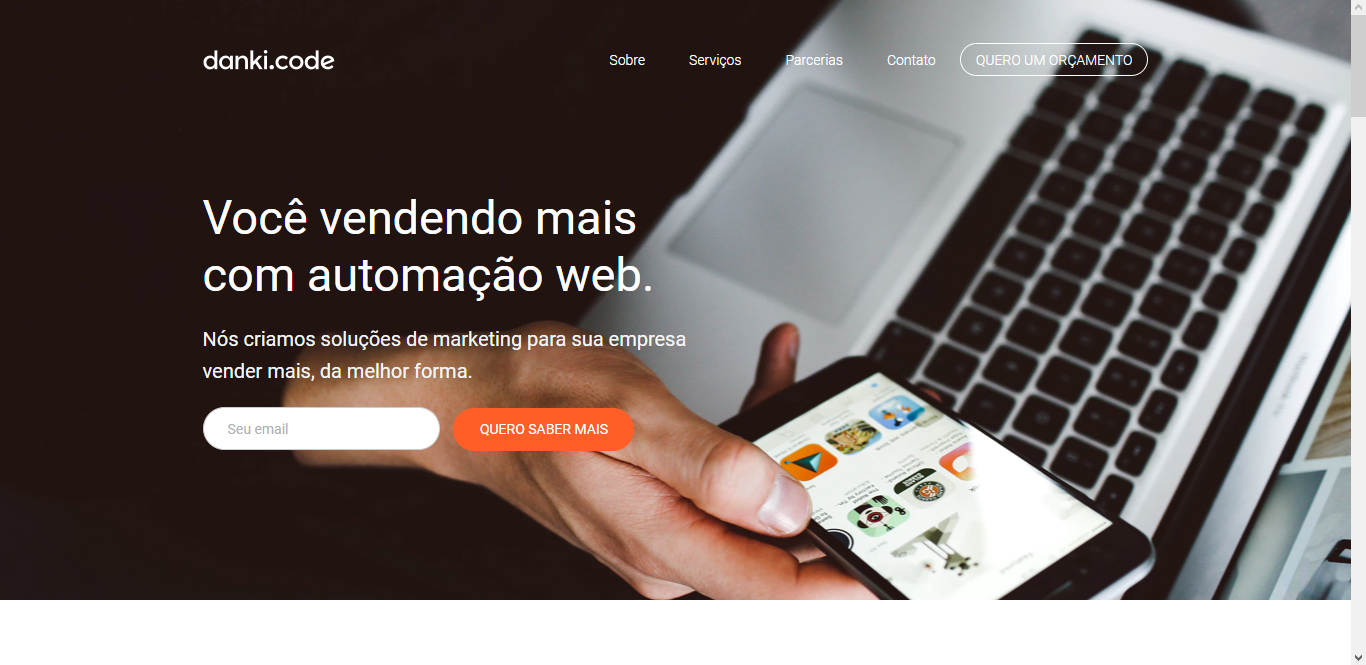 danki.code
Sobre Serviços Parcerias Contato QUERO UM ORÇAMENTO
Você vendendo mais
com automação web.
Nós criamos soluções de marketing para sua empresa
vender mais, da melhor forma.
Seu email QUERO SABER MAIS